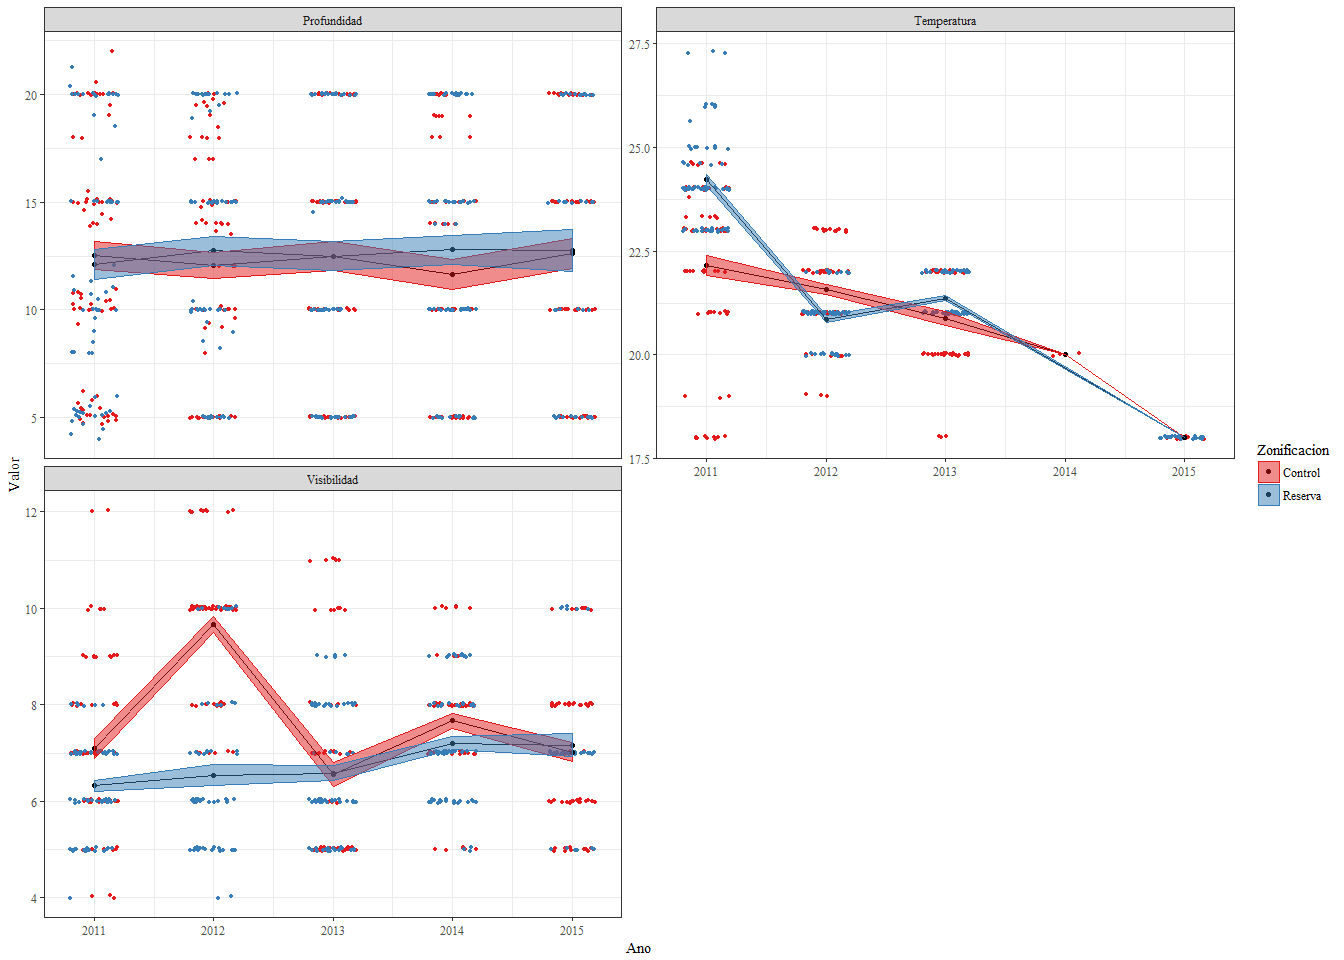 Profundidad
Temperatura
20
15
10
5
27.5
25.0
22.5
20.0
17.5
2011 2012 2013 2014 2015
Visibilidad
12
10
8
6
4
2011 2012 2013 2014 2015
Valor
Ano
Zonificacion
Control
Reserva